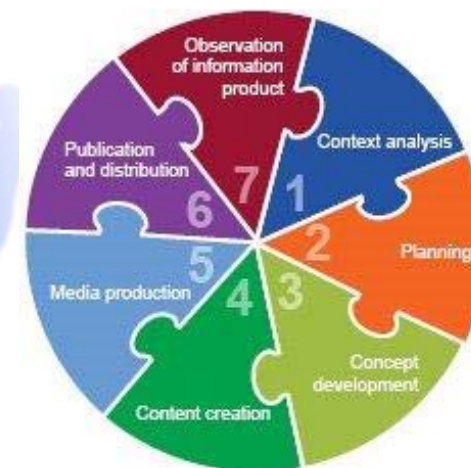 Observation
of information
product
7
Context analysis
1
Planning
2
Concept
development
3
Content creation
4
Media production
5
Publication
and distribution
6